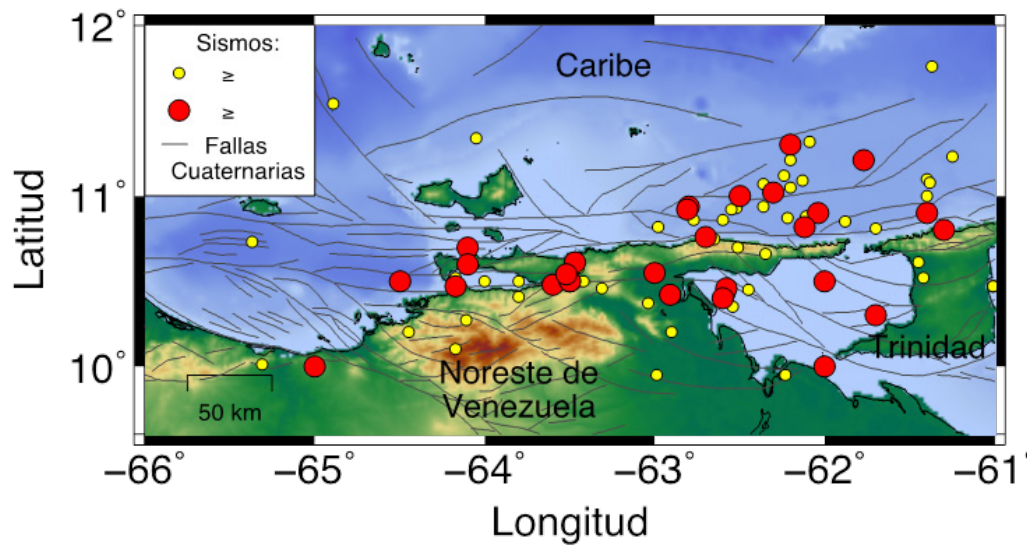 12°
Sismos:
≥
≥
Fallas
Cuaternarias
Caribe
11°
Latitud
10°
50 km
Noreste de
Venezuela
Trinidad
−66° −65° −64° −63° −62° −61°
Longitud